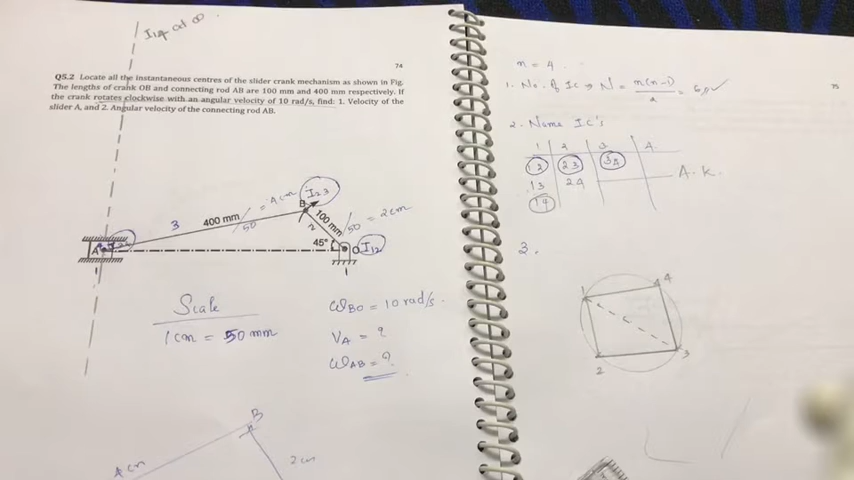 I14 at ∞
74
Q5.2 Locate all the instantaneous centres of the slider crank mechanism as shown in Fig.
The lengths of crank OB and connecting rod AB are 100 mm and 400 mm respectively. If
the crank rotates clockwise with an angular velocity of 10 rad/s, find: 1. Velocity of the
slider A, and 2. Angular velocity of the connecting rod AB.
I23
B
3
400 mm/50 = 4cm
100 mm/50 = 2cm
2
45°
A
O
I12
Scale
1cm = 50 mm
ωBO = 10 rad/s.
VA = ?
ωAB = ?
B
4 cm
2 cm
75
n = 4
1. No. of Ic ⇒ N = n(n-1)/2 = 6
2. Name IC's
1 2 3 4
12 23 34
13 24
14
A.K.
3.
1
4
2
3